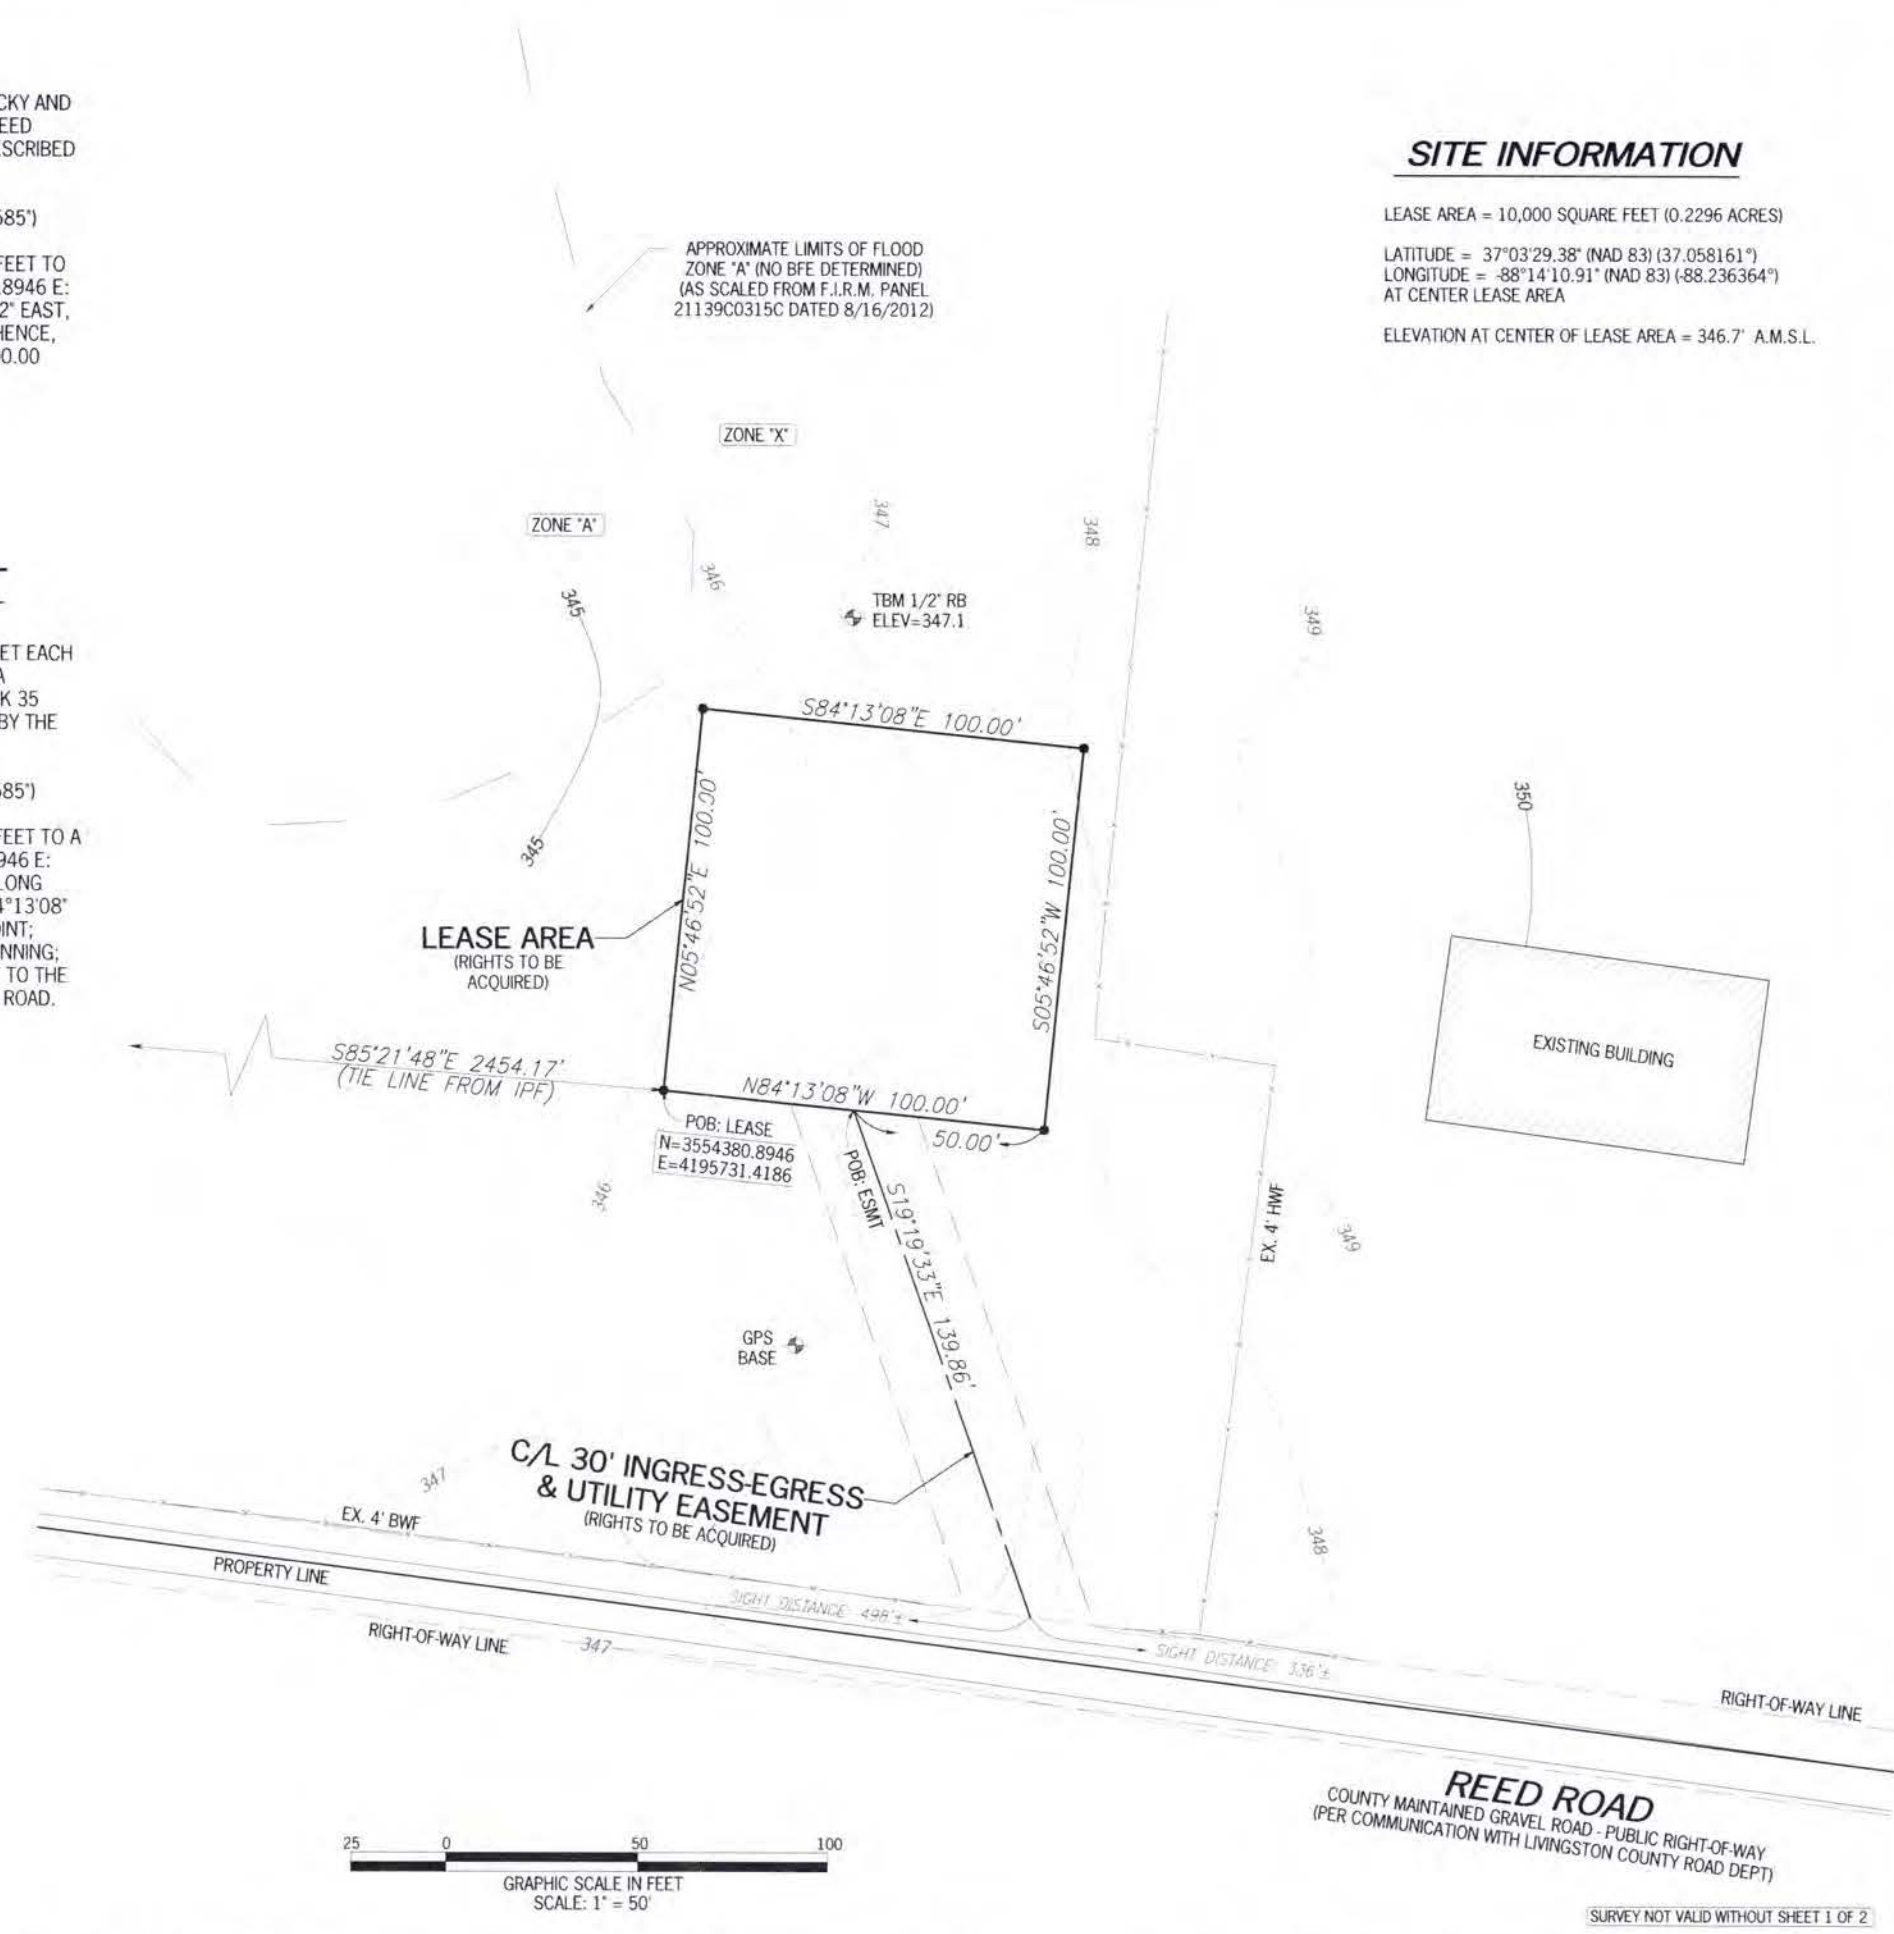 CKY AND
EED
SCRIBED
585°)
FEET TO
.8946 E:
2" EAST,
HENCE,
00.00
ET EACH
A
K 35
BY THE
585°)
FEET TO A
946 E:
LONG
4°13'08"
OINT;
NNING;
TO THE
ROAD.
SITE INFORMATION
LEASE AREA = 10,000 SQUARE FEET (0.2296 ACRES)
LATITUDE = 37°03'29.38" (NAD 83) (37.058161°)
LONGITUDE = -88°14'10.91" (NAD 83) (-88.236364°)
AT CENTER LEASE AREA
ELEVATION AT CENTER OF LEASE AREA = 346.7' A.M.S.L.
APPROXIMATE LIMITS OF FLOOD
ZONE "A" (NO BFE DETERMINED)
(AS SCALED FROM F.I.R.M. PANEL
21139C0315C DATED 8/16/2012)
ZONE "X"
ZONE "A"
347
348
346
345
349
TBM 1/2" RB
ELEV=347.1
S84°13'08"E 100.00'
N05°46'52"E 100.00'
S05°46'52"W 100.00'
345
350
LEASE AREA
(RIGHTS TO BE
ACQUIRED)
EXISTING BUILDING
S85°21'48"E 2454.17'
(TIE LINE FROM IPF)
N84°13'08"W 100.00'
50.00'
POB: LEASE
N=3554380.8946
E=4195731.4186
346
POB: ESMT
S19°19'33"E 139.86'
EX. 4' HWF
349
GPS
BASE
C/L 30' INGRESS-EGRESS
& UTILITY EASEMENT
(RIGHTS TO BE ACQUIRED)
347
348
EX. 4' BWF
PROPERTY LINE
SIGHT DISTANCE: 498'±
SIGHT DISTANCE: 336'±
RIGHT-OF-WAY LINE
347
RIGHT-OF-WAY LINE
REED ROAD
COUNTY MAINTAINED GRAVEL ROAD - PUBLIC RIGHT-OF-WAY
(PER COMMUNICATION WITH LIVINGSTON COUNTY ROAD DEPT)
25 0 50 100
GRAPHIC SCALE IN FEET
SCALE: 1" = 50'
SURVEY NOT VALID WITHOUT SHEET 1 OF 2